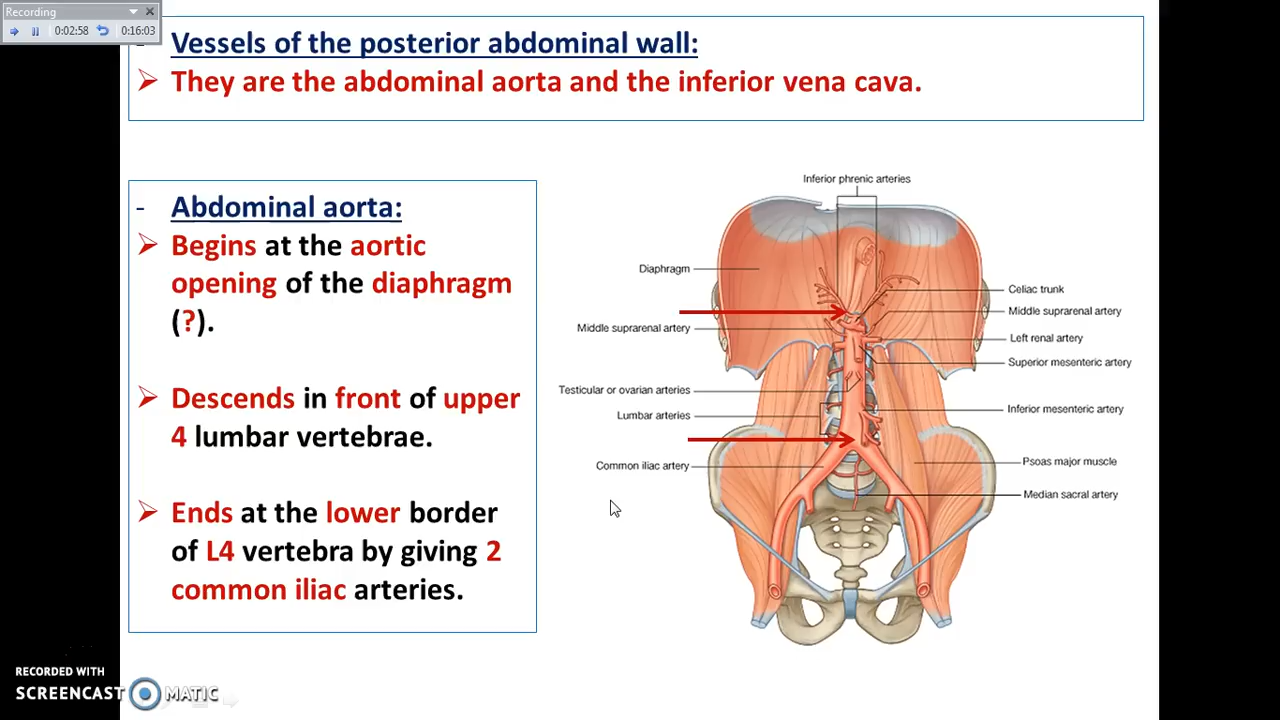 Recording
0:02:58
0:16:03
- Vessels of the posterior abdominal wall:
➢ They are the abdominal aorta and the inferior vena cava.
- Abdominal aorta:
➢ Begins at the aortic
opening of the diaphragm
(?).
➢ Descends in front of upper
4 lumbar vertebrae.
➢ Ends at the lower border
of L4 vertebra by giving 2
common iliac arteries.
Inferior phrenic arteries
Diaphragm
Middle suprarenal artery
Testicular or ovarian arteries
Lumbar arteries
Common iliac artery
Celiac trunk
Middle suprarenal artery
Left renal artery
Superior mesenteric artery
Inferior mesenteric artery
Psoas major muscle
Median sacral artery
RECORDED WITH
SCREENCAST MATIC